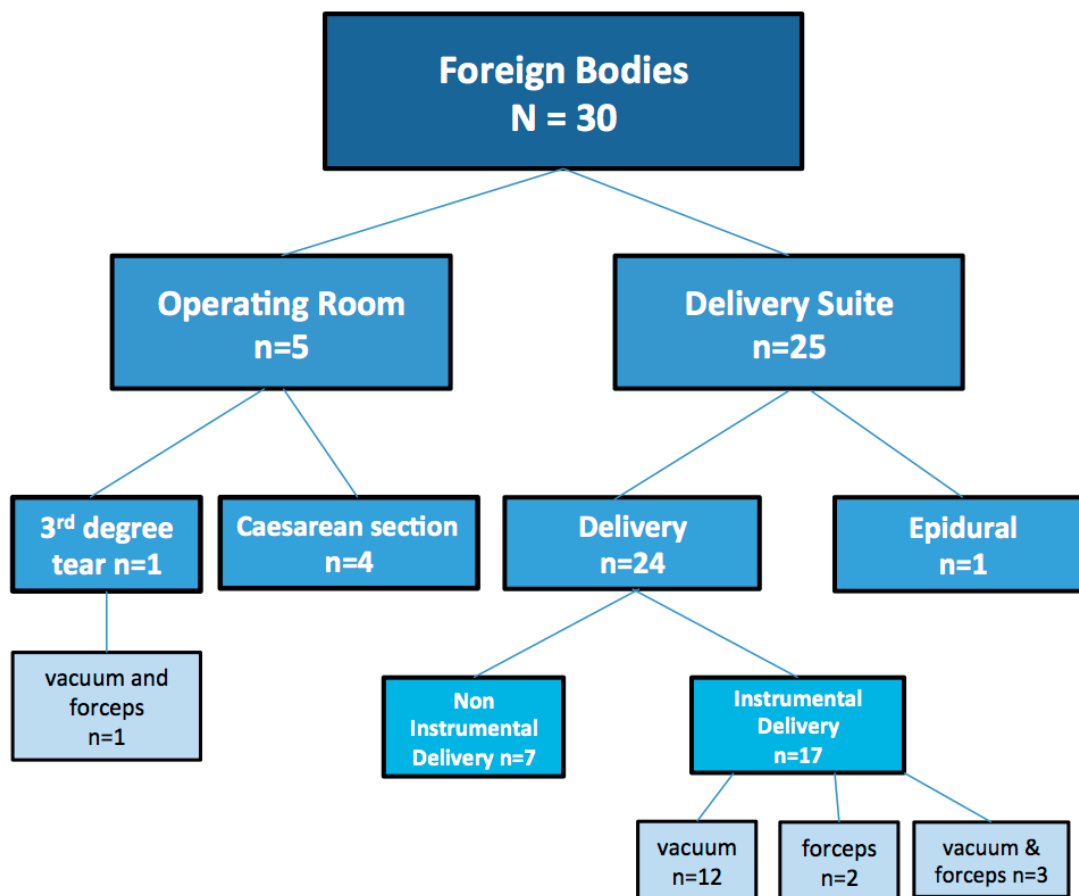 Foreign Bodies
N = 30
Operating Room
n=5
Delivery Suite
n=25
3rd degree
tear n=1
Caesarean section
n=4
Delivery
n=24
Epidural
n=1
vacuum and
forceps
n=1
Non
Instrumental
Delivery n=7
Instrumental
Delivery
n=17
vacuum
n=12
forceps
n=2
vacuum &
forceps n=3